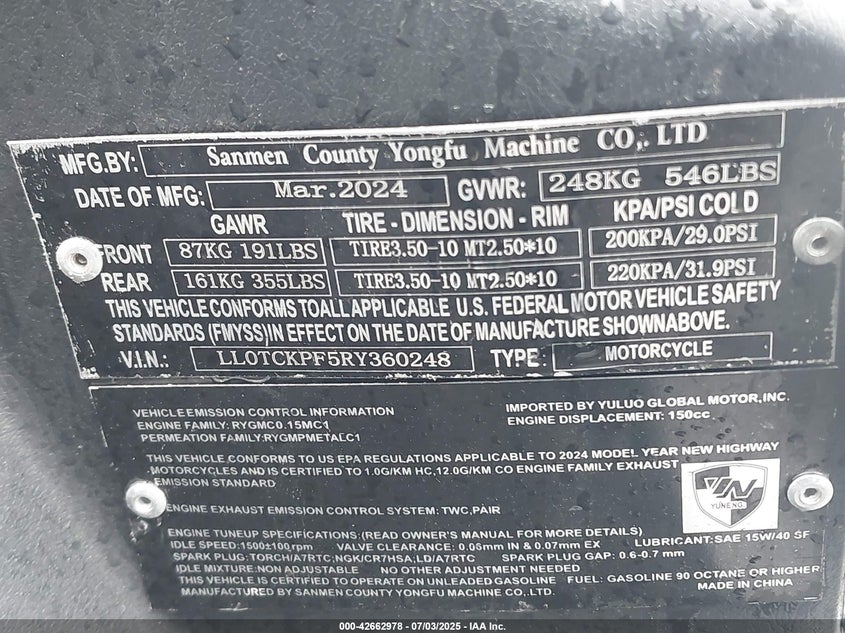 MFG.BY: Sanmen County Yongfu Machine CO,. LTD
DATE OF MFG: Mar.2024 GVWR: 248KG 546LBS
GAWR TIRE - DIMENSION - RIM KPA/PSI COLD
FRONT 87KG 191LBS TIRE3.50-10 MT2.50*10 200KPA/29.0PSI
REAR 161KG 355LBS TIRE3.50-10 MT2.50*10 220KPA/31.9PSI
THIS VEHICLE CONFORMS TO ALL APPLICABLE U.S. FEDERAL MOTOR VEHICLE SAFETY
STANDARDS (FMYSS) IN EFFECT ON THE DATE OF MANUFACTURE SHOWN ABOVE.
V.I.N.: LL0TCKPF5RY360248 TYPE: MOTORCYCLE
VEHICLE EMISSION CONTROL INFORMATION IMPORTED BY YULUO GLOBAL MOTOR,INC.
ENGINE FAMILY: RYGMC0.15MC1 ENGINE DISPLACEMENT: 150cc
PERMEATION FAMILY:RYGMPMETALC1
THIS VEHICLE CONFORMS TO US EPA REGULATIONS APPLICABLE TO 2024 MODEL YEAR NEW HIGHWAY
MOTORCYCLES AND IS CERTIFIED TO 1.0G/KM HC,12.0G/KM CO ENGINE FAMILY EXHAUST
EMISSION STANDARD
YN
YUNENG
ENGINE EXHAUST EMISSION CONTROL SYSTEM: TWC,PAIR
ENGINE TUNEUP SPECIFICATIONS:(READ OWNER'S MANUAL FOR MORE DETAILS)
IDLE SPEED:1500±100rpm VALVE CLEARANCE: 0.06mm IN & 0.07mm EX LUBRICANT:SAE 15W/40 SF
SPARK PLUG:TORCH/A7RTC;NGK/CR7HSA;LD/A7RTC SPARK PLUG GAP: 0.6-0.7 mm
IDLE MIXTURE:NON ADJUSTABLE NO OTHER ADJUSTMENT NEEDED
THIS VEHICLE IS CERTIFIED TO OPERATE ON UNLEADED GASOLINE FUEL: GASOLINE 90 OCTANE OR HIGHER
MANUFACTURED BY SANMEN COUNTY YONGFU MACHINE CO,.LTD. MADE IN CHINA
000-42662978 - 07/03/2025 - IAA Inc.